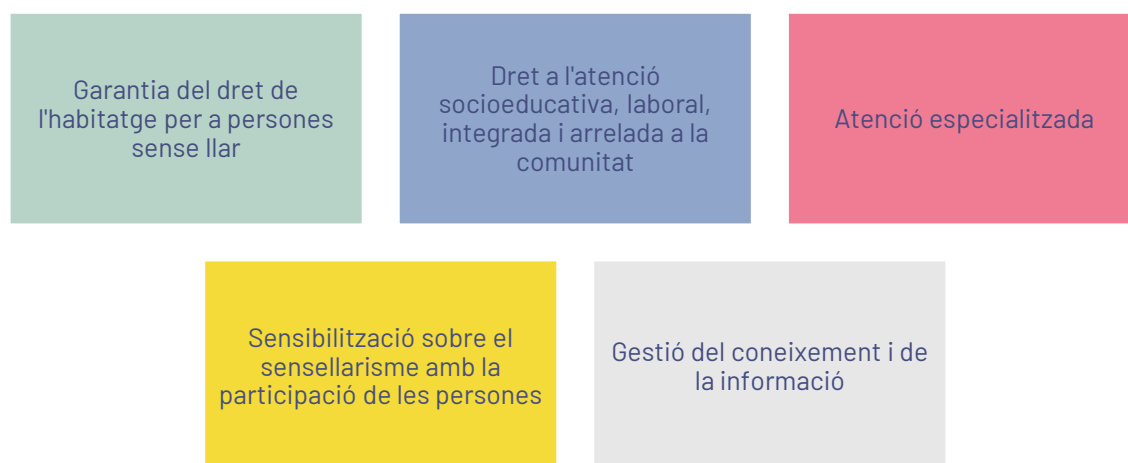 Garantia del dret de
l'habitatge per a persones
sense llar
Dret a l'atenció
socioeducativa, laboral,
integrada i arrelada a la
comunitat
Atenció especialitzada
Sensibilització sobre el
sensellarisme amb la
participació de les persones
Gestió del coneixement i de
la informació